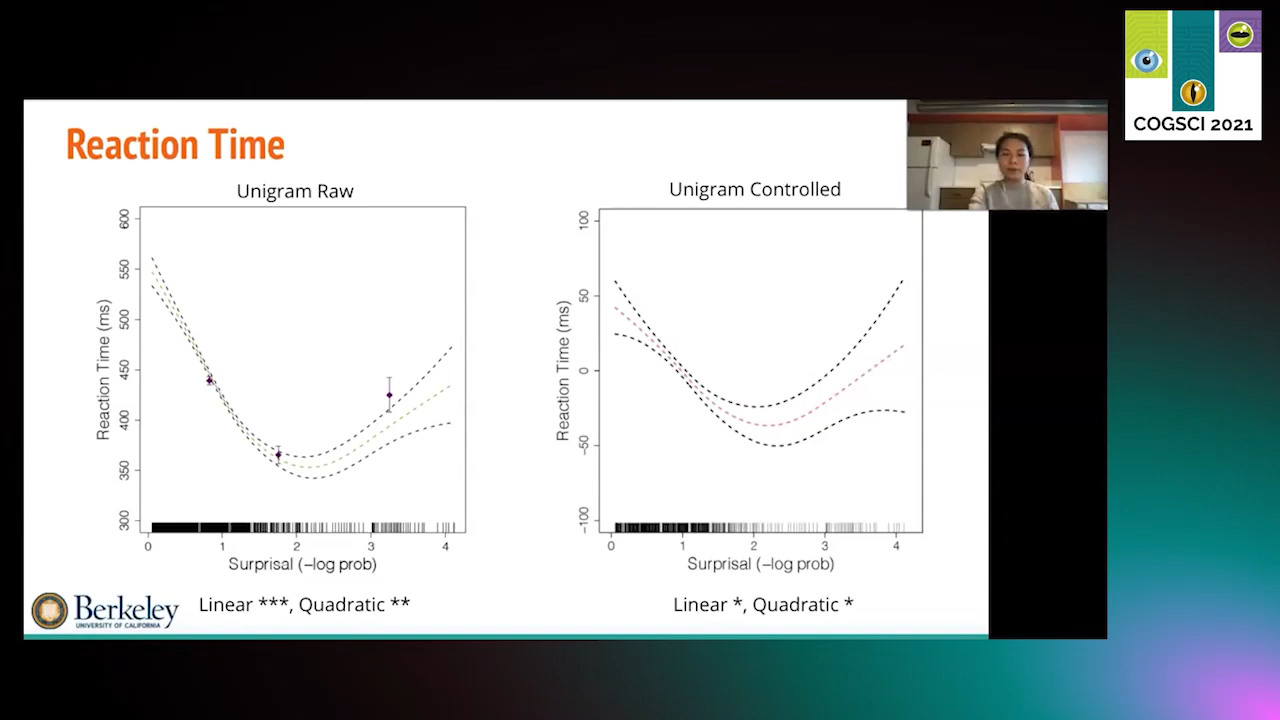 COGSCI 2021
Reaction Time
Unigram Raw
Reaction Time (ms)
600
550
500
450
400
350
300
0 1 2 3 4
Surprisal (−log prob)
Linear ***, Quadratic **
Unigram Controlled
Reaction Time (ms)
100
50
0
−50
−100
0 1 2 3 4
Surprisal (−log prob)
Linear *, Quadratic *
Berkeley
UNIVERSITY OF CALIFORNIA